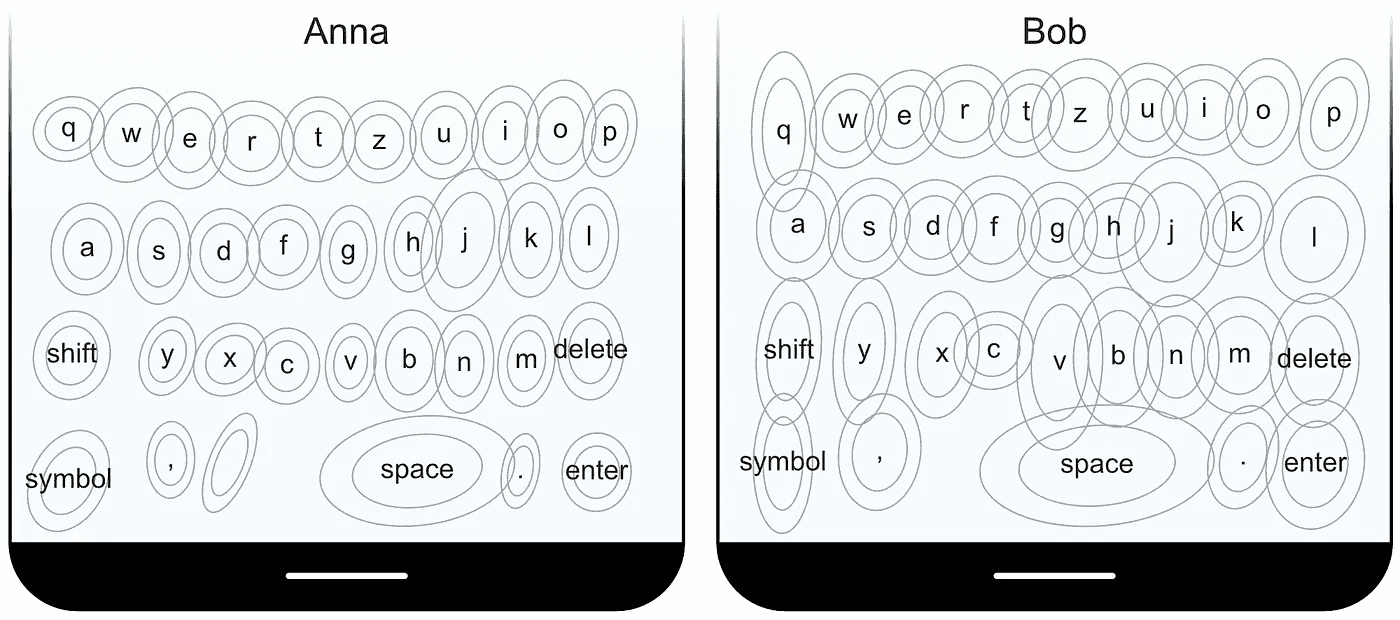 Anna
q w e r t z u i o p
a s d f g h j k l
shift y x c v b n m delete
symbol , space . enter
Bob
q w e r t z u i o p
a s d f g h j k l
shift y x c v b n m delete
symbol , space . enter